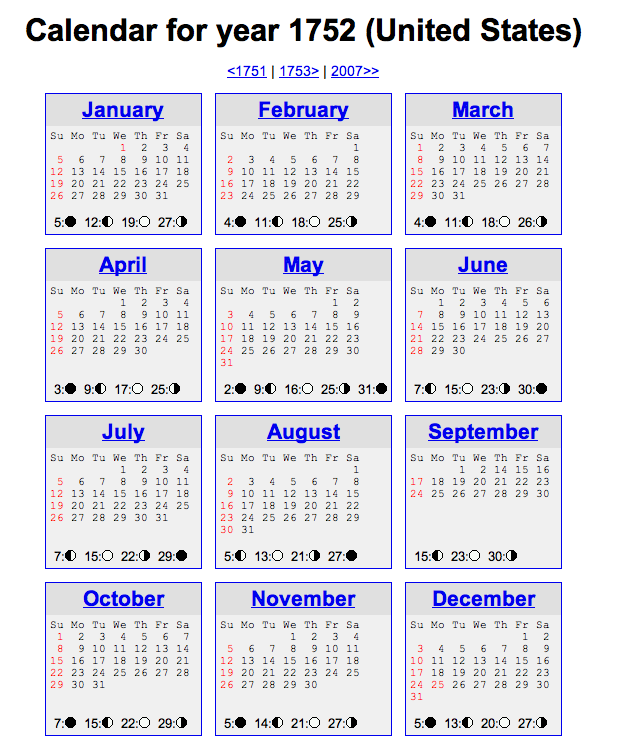 Calendar for year 1752 (United States)
<1751 | 1753> | 2007>>
January
Su Mo Tu We Th Fr Sa
1 2 3 4
5 6 7 8 9 10 11
12 13 14 15 16 17 18
19 20 21 22 23 24 25
26 27 28 29 30 31
5:● 12:◐ 19:○ 27:◑
February
Su Mo Tu We Th Fr Sa
1
2 3 4 5 6 7 8
9 10 11 12 13 14 15
16 17 18 19 20 21 22
23 24 25 26 27 28 29
4:● 11:◐ 18:○ 25:◑
March
Su Mo Tu We Th Fr Sa
1 2 3 4 5 6 7
8 9 10 11 12 13 14
15 16 17 18 19 20 21
22 23 24 25 26 27 28
29 30 31
4:● 11:◐ 18:○ 26:◑
April
Su Mo Tu We Th Fr Sa
1 2 3 4
5 6 7 8 9 10 11
12 13 14 15 16 17 18
19 20 21 22 23 24 25
26 27 28 29 30
3:● 9:◐ 17:○ 25:◑
May
Su Mo Tu We Th Fr Sa
1 2
3 4 5 6 7 8 9
10 11 12 13 14 15 16
17 18 19 20 21 22 23
24 25 26 27 28 29 30
31
2:● 9:◐ 16:○ 25:◑ 31:●
June
Su Mo Tu We Th Fr Sa
1 2 3 4 5 6
7 8 9 10 11 12 13
14 15 16 17 18 19 20
21 22 23 24 25 26 27
28 29 30
7:◐ 15:○ 23:◑ 30:●
July
Su Mo Tu We Th Fr Sa
1 2 3 4
5 6 7 8 9 10 11
12 13 14 15 16 17 18
19 20 21 22 23 24 25
26 27 28 29 30 31
7:◐ 15:○ 22:◑ 29:●
August
Su Mo Tu We Th Fr Sa
1
2 3 4 5 6 7 8
9 10 11 12 13 14 15
16 17 18 19 20 21 22
23 24 25 26 27 28 29
30 31
5:◐ 13:○ 21:◑ 27:●
September
Su Mo Tu We Th Fr Sa
1 2 14 15 16
17 18 19 20 21 22 23
24 25 26 27 28 29 30
15:◐ 23:○ 30:◑
October
Su Mo Tu We Th Fr Sa
1 2 3 4 5 6 7
8 9 10 11 12 13 14
15 16 17 18 19 20 21
22 23 24 25 26 27 28
29 30 31
7:● 15:◐ 22:○ 29:◑
November
Su Mo Tu We Th Fr Sa
1 2 3 4
5 6 7 8 9 10 11
12 13 14 15 16 17 18
19 20 21 22 23 24 25
26 27 28 29 30
5:● 14:◐ 21:○ 27:◑
December
Su Mo Tu We Th Fr Sa
1 2
3 4 5 6 7 8 9
10 11 12 13 14 15 16
17 18 19 20 21 22 23
24 25 26 27 28 29 30
31
5:● 13:◐ 20:○ 27:◑